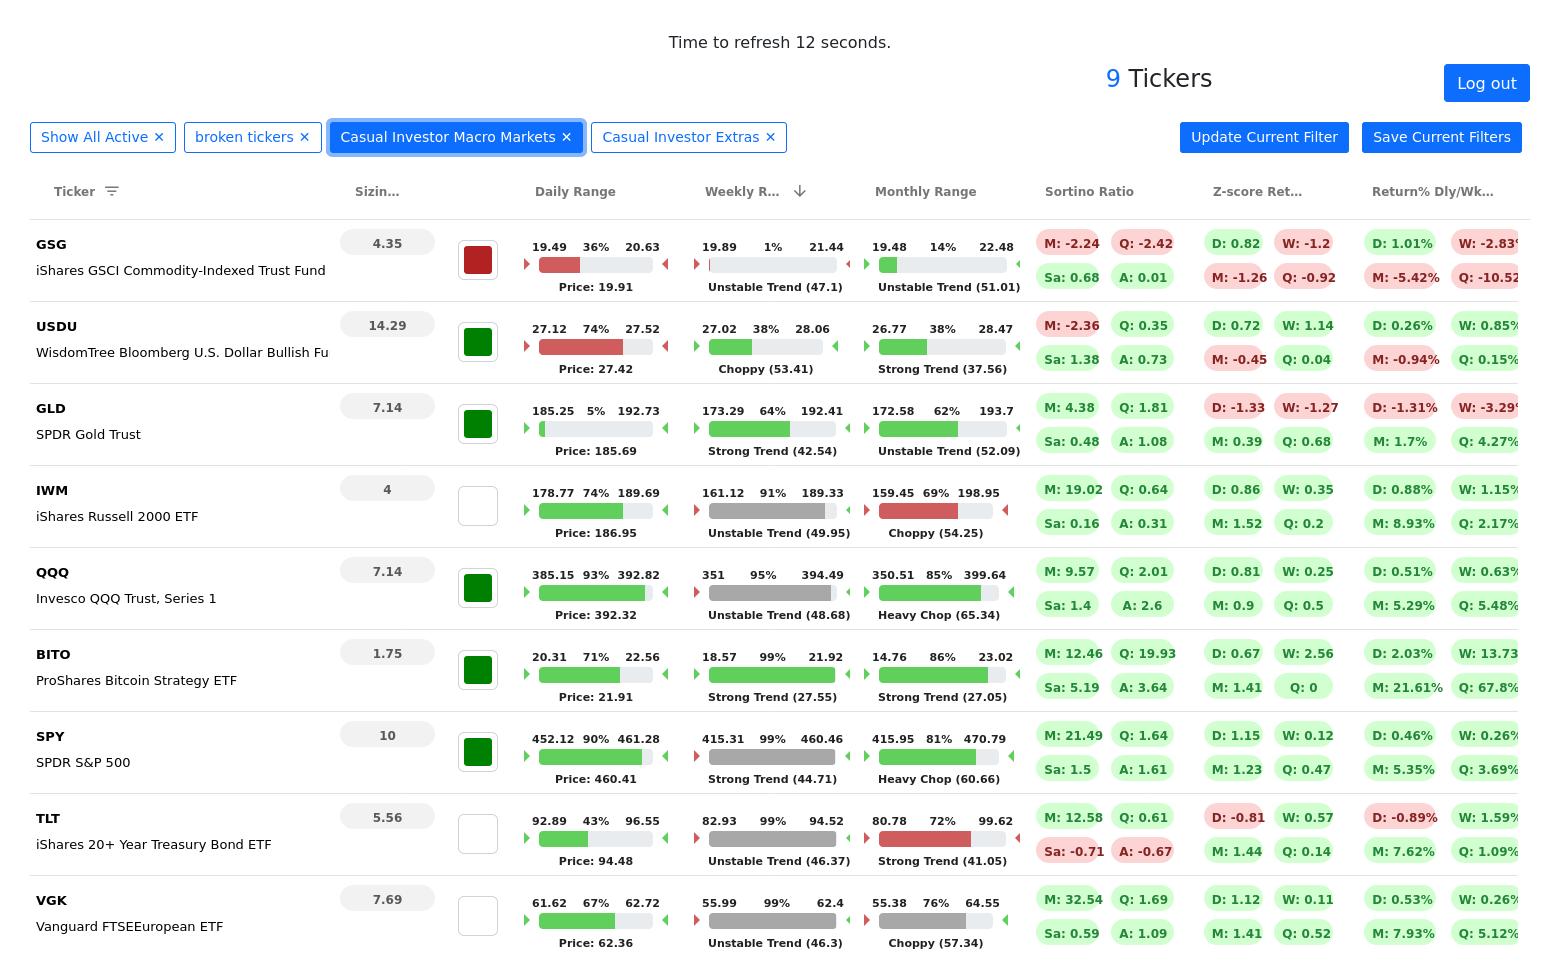 Time to refresh 12 seconds.
9 Tickers
Log out
Show All Active ✕ broken tickers ✕ Casual Investor Macro Markets ✕ Casual Investor Extras ✕ Update Current Filter Save Current Filters
Ticker Sizin... Daily Range Weekly R... Monthly Range Sortino Ratio Z-score Ret... Return% Dly/Wk...
GSG 4.35 19.49 36% 20.63 19.89 1% 21.44 19.48 14% 22.48 M: -2.24 Q: -2.42 D: 0.82 W: -1.2 D: 1.01% W: -2.83%
iShares GSCI Commodity-Indexed Trust Fund Sa: 0.68 A: 0.01 M: -1.26 Q: -0.92 M: -5.42% Q: -10.52
Price: 19.91 Unstable Trend (47.1) Unstable Trend (51.01)
USDU 14.29 27.12 74% 27.52 27.02 38% 28.06 26.77 38% 28.47 M: -2.36 Q: 0.35 D: 0.72 W: 1.14 D: 0.26% W: 0.85%
WisdomTree Bloomberg U.S. Dollar Bullish Fu Sa: 1.38 A: 0.73 M: -0.45 Q: 0.04 M: -0.94% Q: 0.15%
Price: 27.42 Choppy (53.41) Strong Trend (37.56)
GLD 7.14 185.25 5% 192.73 173.29 64% 192.41 172.58 62% 193.7 M: 4.38 Q: 1.81 D: -1.33 W: -1.27 D: -1.31% W: -3.29%
SPDR Gold Trust Sa: 0.48 A: 1.08 M: 0.39 Q: 0.68 M: 1.7% Q: 4.27%
Price: 185.69 Strong Trend (42.54) Unstable Trend (52.09)
IWM 4 178.77 74% 189.69 161.12 91% 189.33 159.45 69% 198.95 M: 19.02 Q: 0.64 D: 0.86 W: 0.35 D: 0.88% W: 1.15%
iShares Russell 2000 ETF Sa: 0.16 A: 0.31 M: 1.52 Q: 0.2 M: 8.93% Q: 2.17%
Price: 186.95 Unstable Trend (49.95) Choppy (54.25)
QQQ 7.14 385.15 93% 392.82 351 95% 394.49 350.51 85% 399.64 M: 9.57 Q: 2.01 D: 0.81 W: 0.25 D: 0.51% W: 0.63%
Invesco QQQ Trust, Series 1 Sa: 1.4 A: 2.6 M: 0.9 Q: 0.5 M: 5.29% Q: 5.48%
Price: 392.32 Unstable Trend (48.68) Heavy Chop (65.34)
BITO 1.75 20.31 71% 22.56 18.57 99% 21.92 14.76 86% 23.02 M: 12.46 Q: 19.93 D: 0.67 W: 2.56 D: 2.03% W: 13.73
ProShares Bitcoin Strategy ETF Sa: 5.19 A: 3.64 M: 1.41 Q: 0 M: 21.61% Q: 67.8%
Price: 21.91 Strong Trend (27.55) Strong Trend (27.05)
SPY 10 452.12 90% 461.28 415.31 99% 460.46 415.95 81% 470.79 M: 21.49 Q: 1.64 D: 1.15 W: 0.12 D: 0.46% W: 0.26%
SPDR S&P 500 Sa: 1.5 A: 1.61 M: 1.23 Q: 0.47 M: 5.35% Q: 3.69%
Price: 460.41 Strong Trend (44.71) Heavy Chop (60.66)
TLT 5.56 92.89 43% 96.55 82.93 99% 94.52 80.78 72% 99.62 M: 12.58 Q: 0.61 D: -0.81 W: 0.57 D: -0.89% W: 1.59%
iShares 20+ Year Treasury Bond ETF Sa: -0.71 A: -0.67 M: 1.44 Q: 0.14 M: 7.62% Q: 1.09%
Price: 94.48 Unstable Trend (46.37) Strong Trend (41.05)
VGK 7.69 61.62 67% 62.72 55.99 99% 62.4 55.38 76% 64.55 M: 32.54 Q: 1.69 D: 1.12 W: 0.11 D: 0.53% W: 0.26%
Vanguard FTSEEuropean ETF Sa: 0.59 A: 1.09 M: 1.41 Q: 0.52 M: 7.93% Q: 5.12%
Price: 62.36 Unstable Trend (46.3) Choppy (57.34)